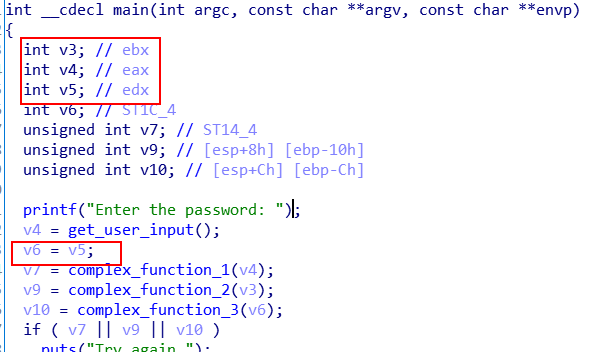 int __cdecl main(int argc, const char **argv, const char **envp)
{
int v3; // ebx
int v4; // eax
int v5; // edx
int v6; // ST1C_4
unsigned int v7; // ST14_4
unsigned int v9; // [esp+8h] [ebp-10h]
unsigned int v10; // [esp+Ch] [ebp-Ch]
printf("Enter the password: ");
v4 = get_user_input();
v6 = v5;
v7 = complex_function_1(v4);
v9 = complex_function_2(v3);
v10 = complex_function_3(v6);
if ( v7 || v9 || v10 )
puts("Try again.");